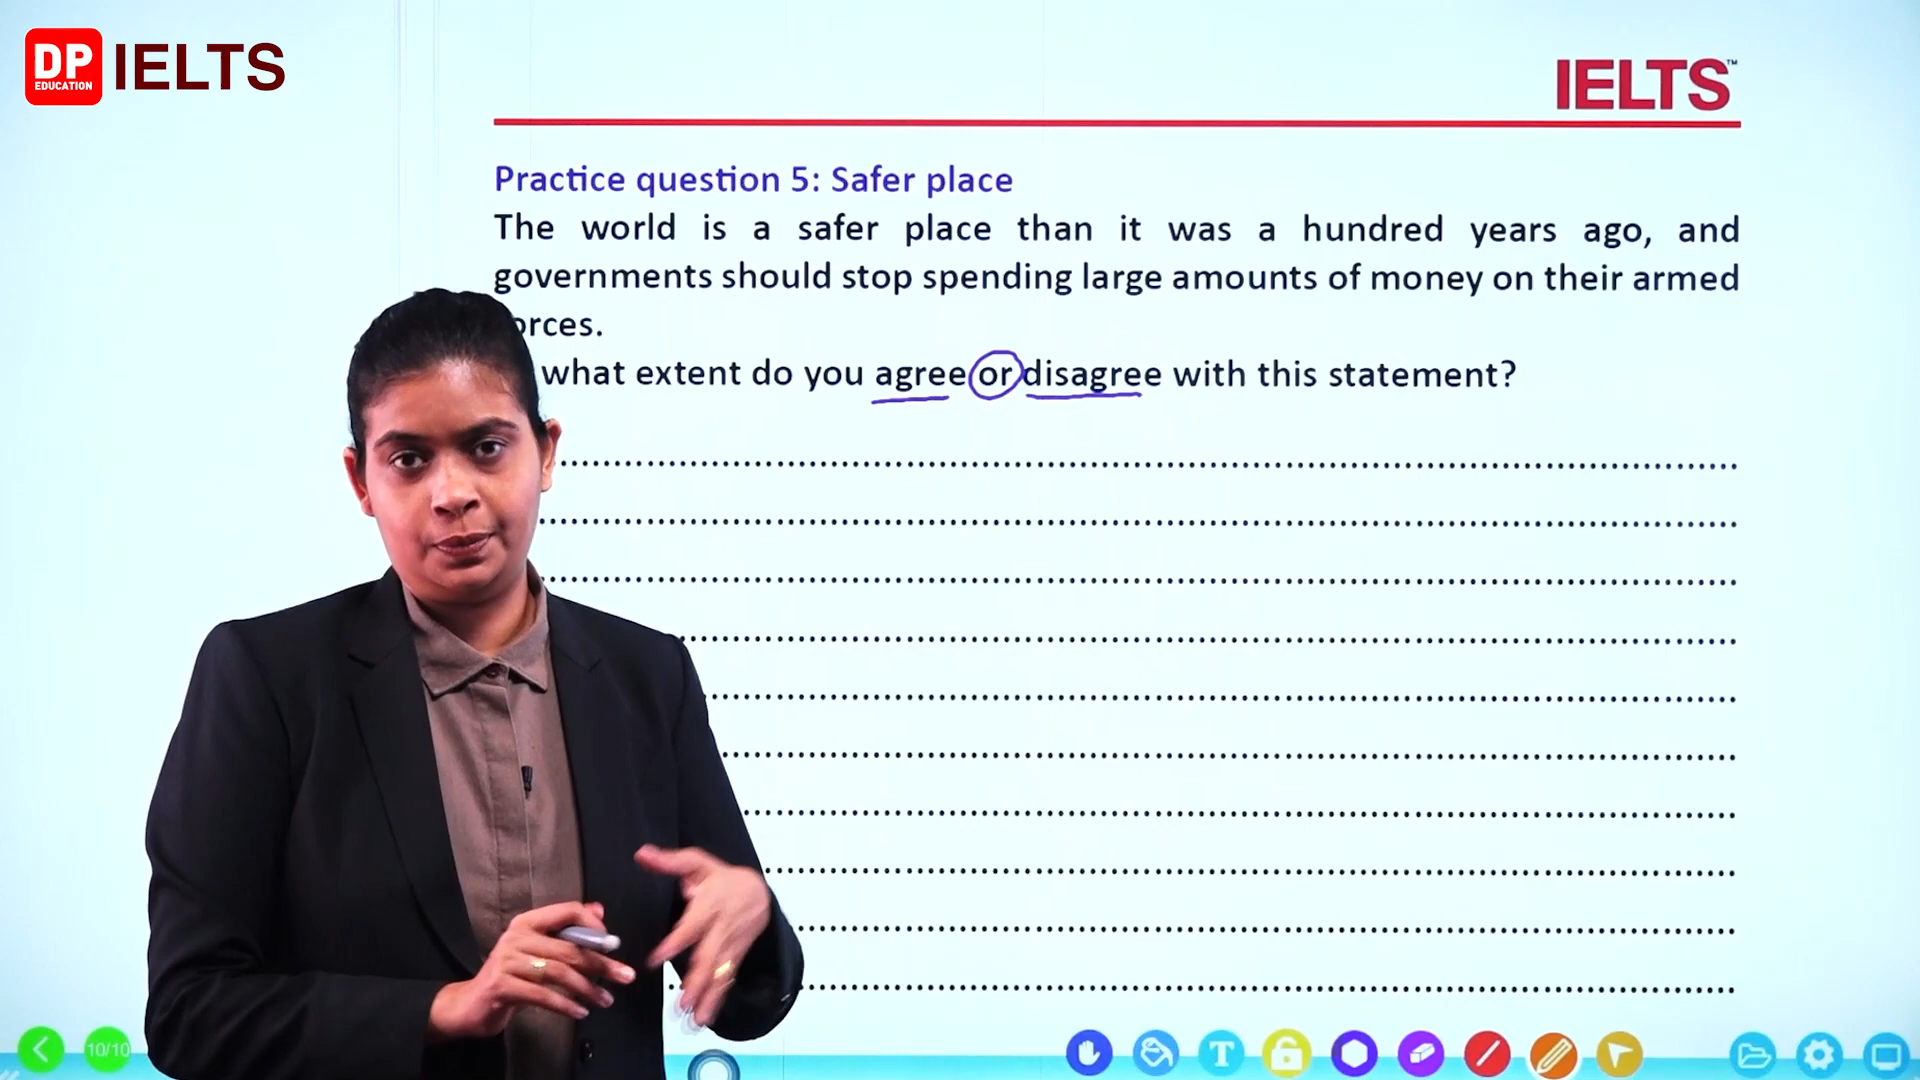 DP
EDUCATION
IELTS
IELTS™
Practice question 5: Safer place
The world is a safer place than it was a hundred years ago, and
governments should stop spending large amounts of money on their armed
orces.
what extent do you agree or disagree with this statement?
10/10
T